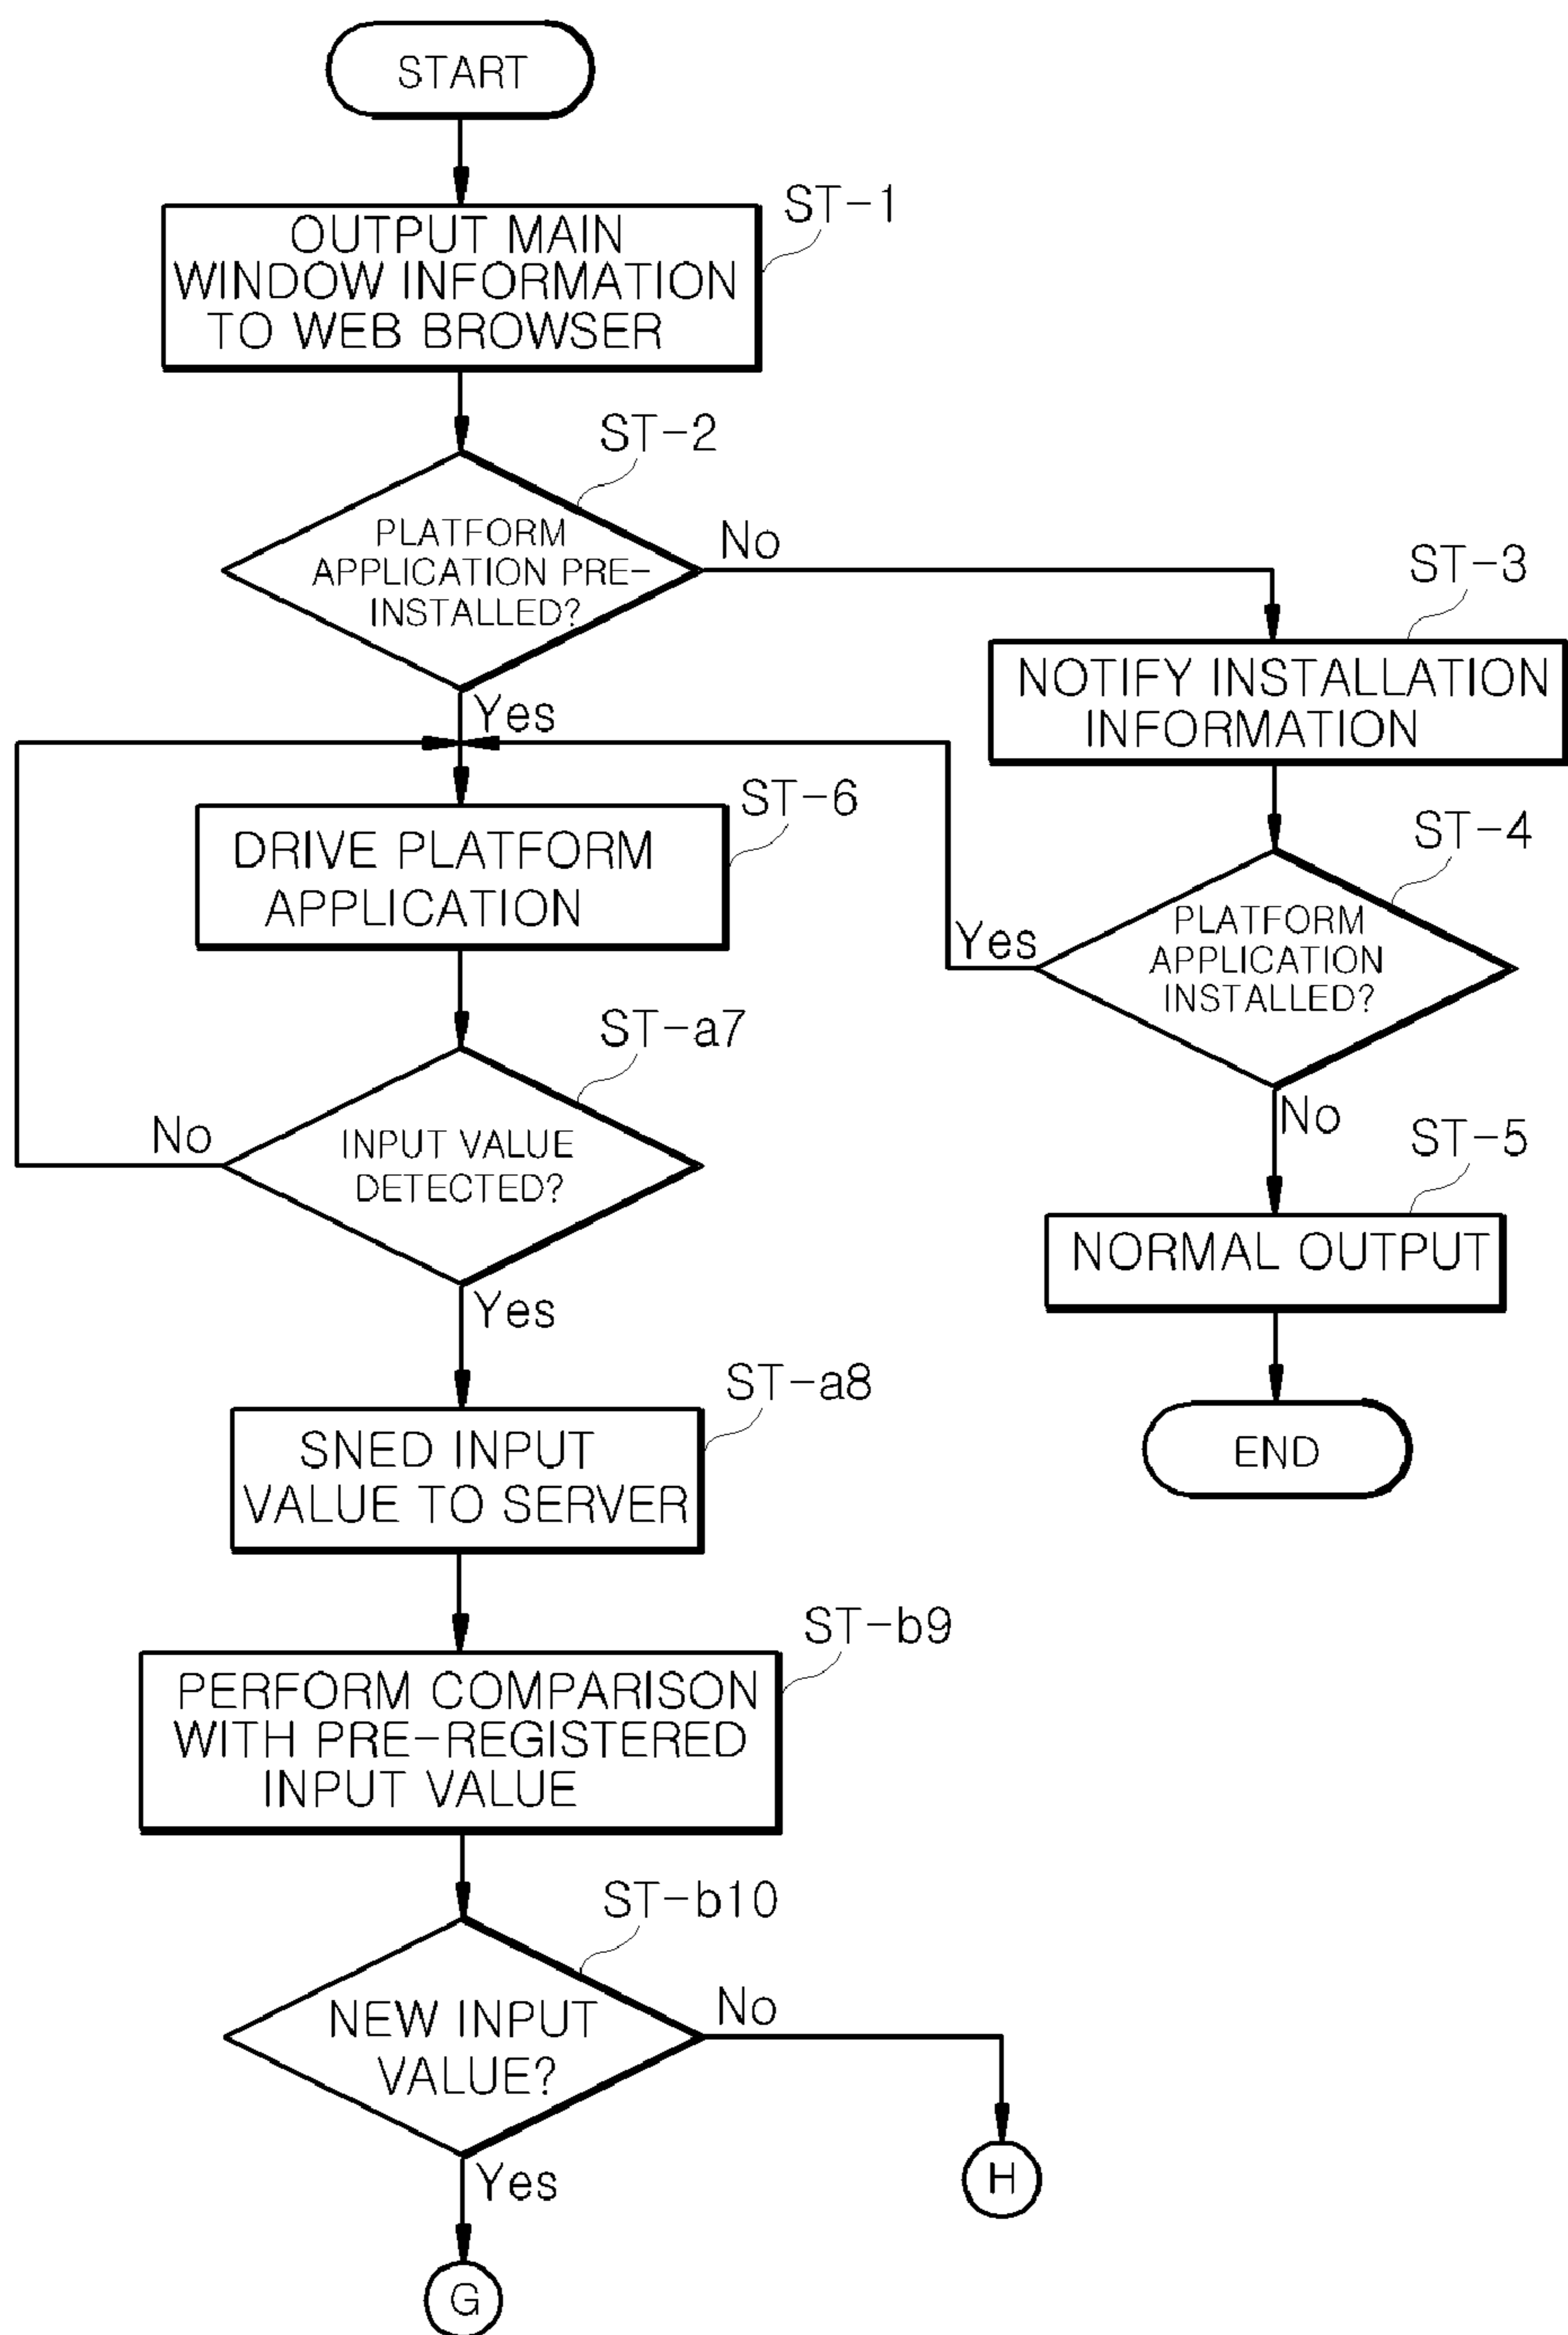 START
ST-1
OUTPUT MAIN
WINDOW INFORMATION
TO WEB BROWSER
ST-2
PLATFORM
APPLICATION PRE-
INSTALLED?
No
Yes
ST-3
NOTIFY INSTALLATION
INFORMATION
ST-4
PLATFORM
APPLICATION
INSTALLED?
Yes
No
ST-5
NORMAL OUTPUT
END
ST-6
DRIVE PLATFORM
APPLICATION
ST-a7
INPUT VALUE
DETECTED?
No
Yes
ST-a8
SNED INPUT
VALUE TO SERVER
ST-b9
PERFORM COMPARISON
WITH PRE-REGISTERED
INPUT VALUE
ST-b10
NEW INPUT
VALUE?
No
H
Yes
G